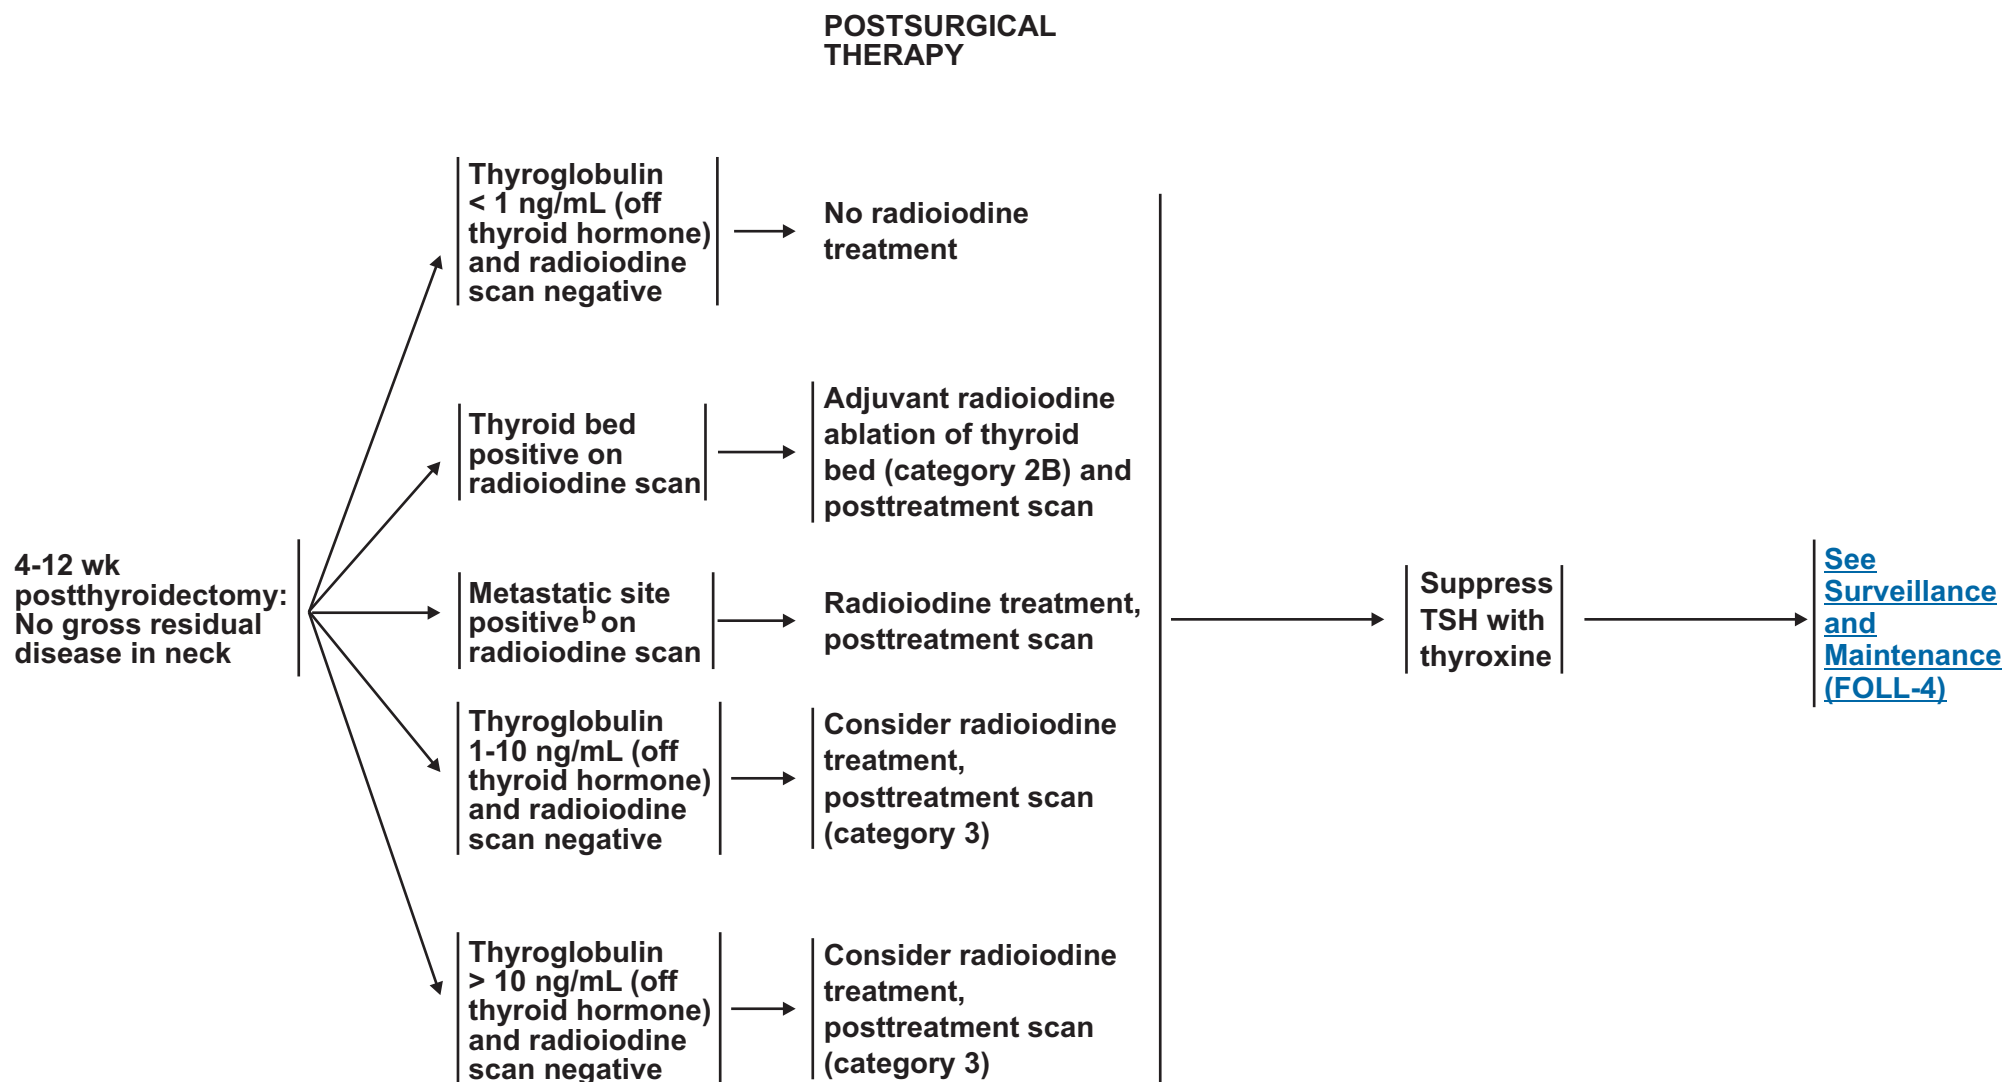 POSTSURGICAL
THERAPY
4-12 wk
postthyroidectomy:
No gross residual
disease in neck
Thyroglobulin
< 1 ng/mL (off
thyroid hormone)
and radioiodine
scan negative
No radioiodine
treatment
Thyroid bed
positive on
radioiodine scan
Adjuvant radioiodine
ablation of thyroid
bed (category 2B) and
posttreatment scan
Metastatic site
positive b on
radioiodine scan
Radioiodine treatment,
posttreatment scan
Thyroglobulin
1-10 ng/mL (off
thyroid hormone)
and radioiodine
scan negative
Consider radioiodine
treatment,
posttreatment scan
(category 3)
Thyroglobulin
> 10 ng/mL (off
thyroid hormone)
and radioiodine
scan negative
Consider radioiodine
treatment,
posttreatment scan
(category 3)
Suppress
TSH with
thyroxine
See
Surveillance
and
Maintenance
(FOLL-4)